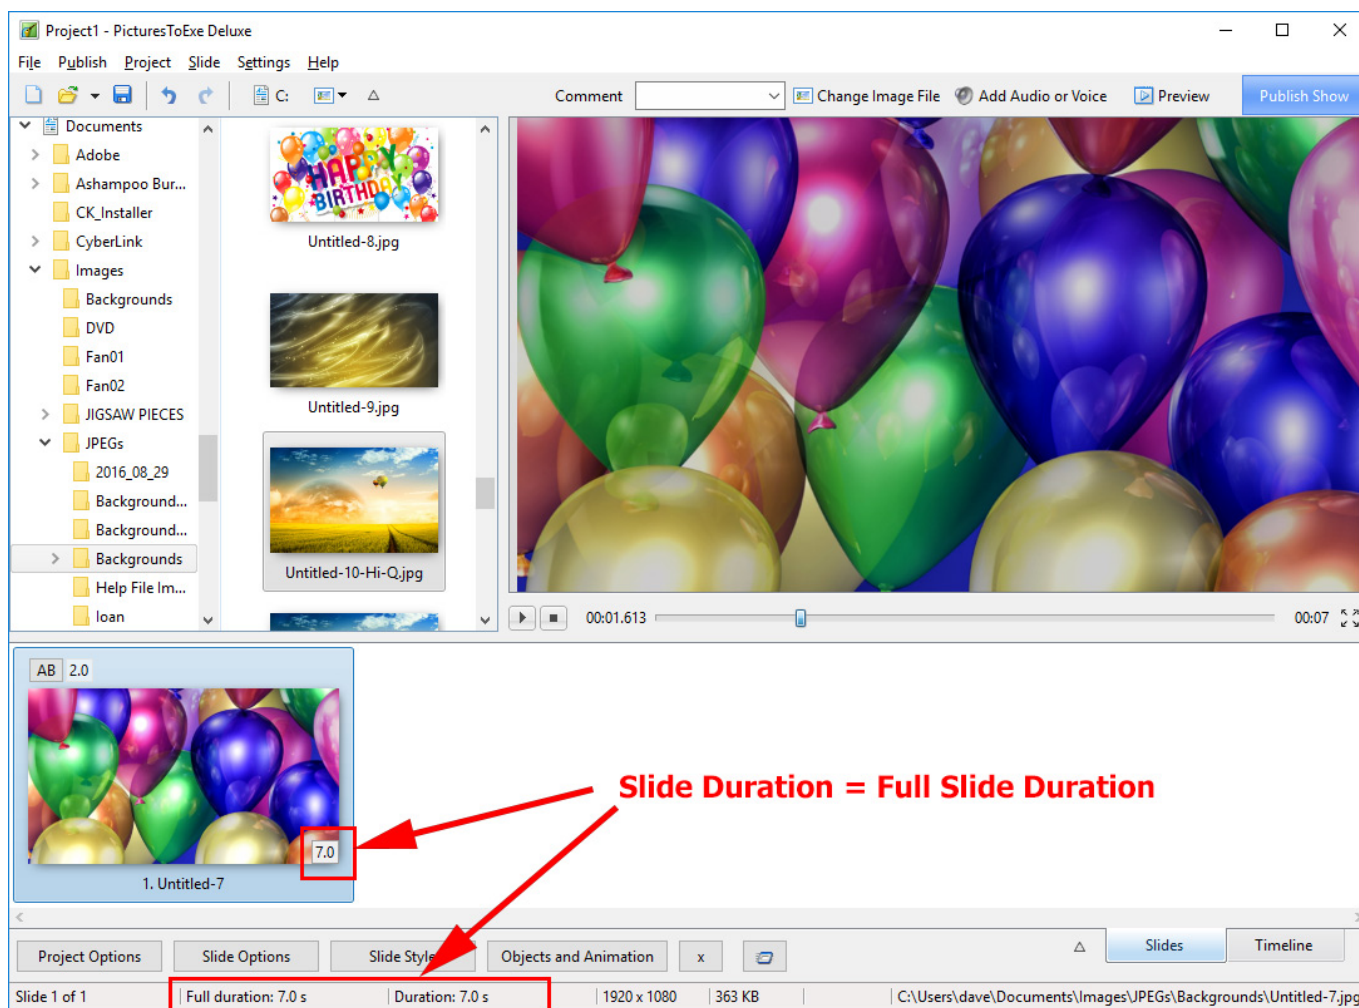 Project1 - PicturesToExe Deluxe
File Publish Project Slide Settings Help
C: Comment Change Image File Add Audio or Voice Preview Publish Show
Documents
Adobe
Ashampoo Bur...
CK_Installer
CyberLink
Images
Backgrounds
DVD
Fan01
Fan02
JIGSAW PIECES
JPEGs
2016_08_29
Background...
Background...
Backgrounds
Help File Im...
Ioan
HAPPY
BIRTHDAY
Untitled-8.jpg
Untitled-9.jpg
Untitled-10-Hi-Q.jpg
00:01.613 00:07
AB 2.0
7.0
1. Untitled-7
Slide Duration = Full Slide Duration
Project Options Slide Options Slide Style Objects and Animation x Slides Timeline
Slide 1 of 1 Full duration: 7.0 s Duration: 7.0 s 1920 x 1080 363 KB C:\Users\dave\Documents\Images\JPEGs\Backgrounds\Untitled-7.jpg